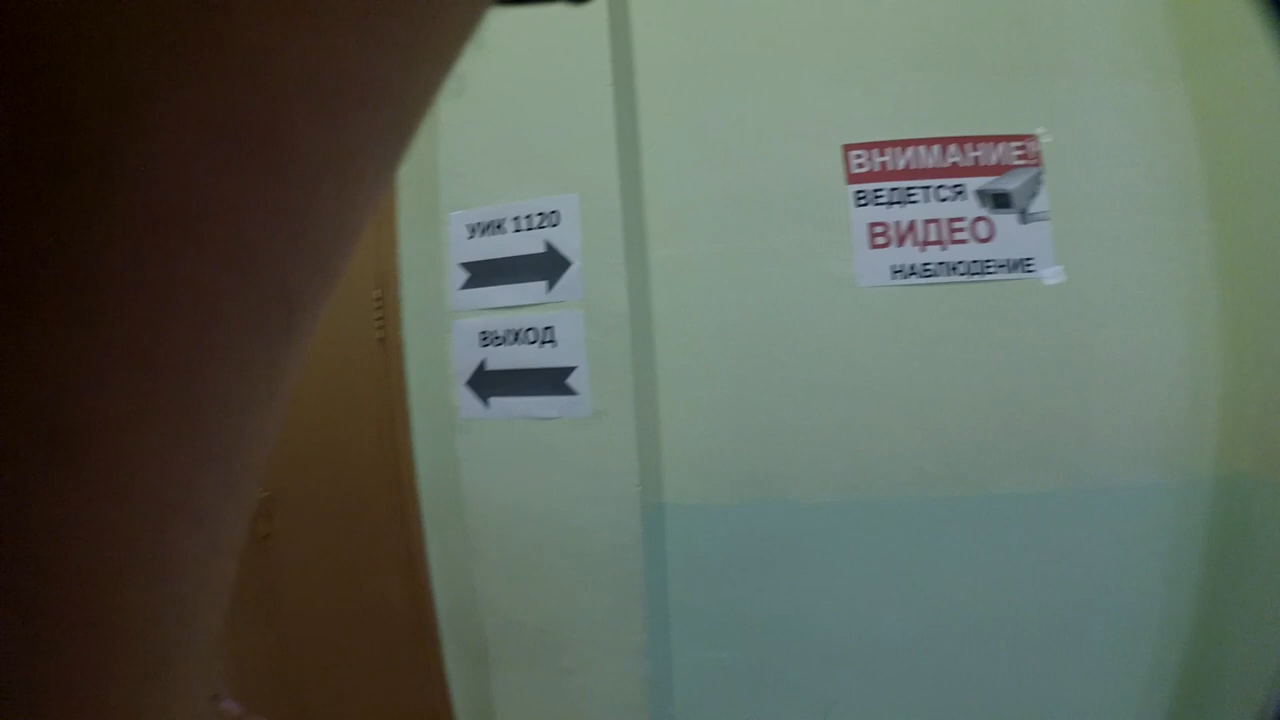 УИК 1120
ВЫХОД
ВНИМАНИЕ!
ВЕДЕТСЯ
ВИДЕО
НАБЛЮДЕНИЕ